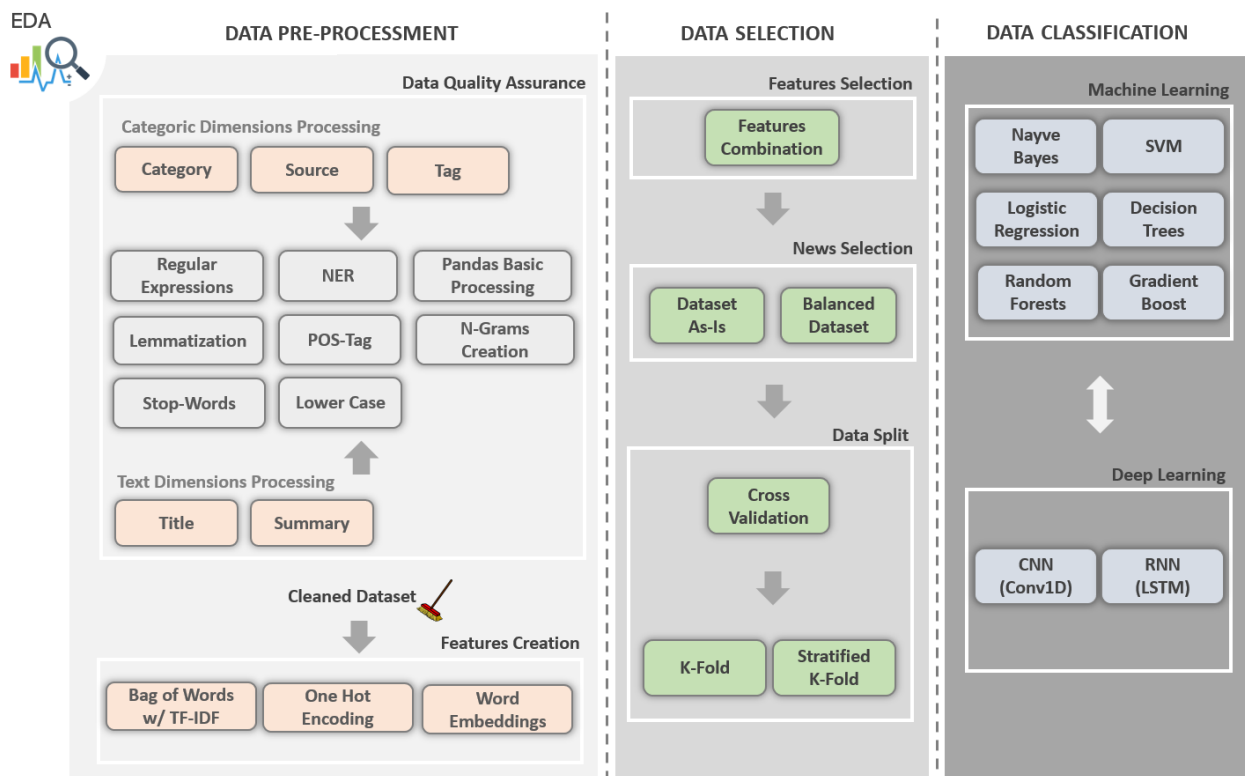 EDA
DATA PRE-PROCESSMENT
Data Quality Assurance
Categoric Dimensions Processing
Category
Source
Tag
Regular
Expressions
NER
Pandas Basic
Processing
Lemmatization
POS-Tag
N-Grams
Creation
Stop-Words
Lower Case
Text Dimensions Processing
Title
Summary
Cleaned Dataset
Features Creation
Bag of Words
w/ TF-IDF
One Hot
Encoding
Word
Embeddings
DATA SELECTION
Features Selection
Features
Combination
News Selection
Dataset
As-Is
Balanced
Dataset
Data Split
Cross
Validation
K-Fold
Stratified
K-Fold
DATA CLASSIFICATION
Machine Learning
Nayve
Bayes
SVM
Logistic
Regression
Decision
Trees
Random
Forests
Gradient
Boost
Deep Learning
CNN
(Conv1D)
RNN
(LSTM)